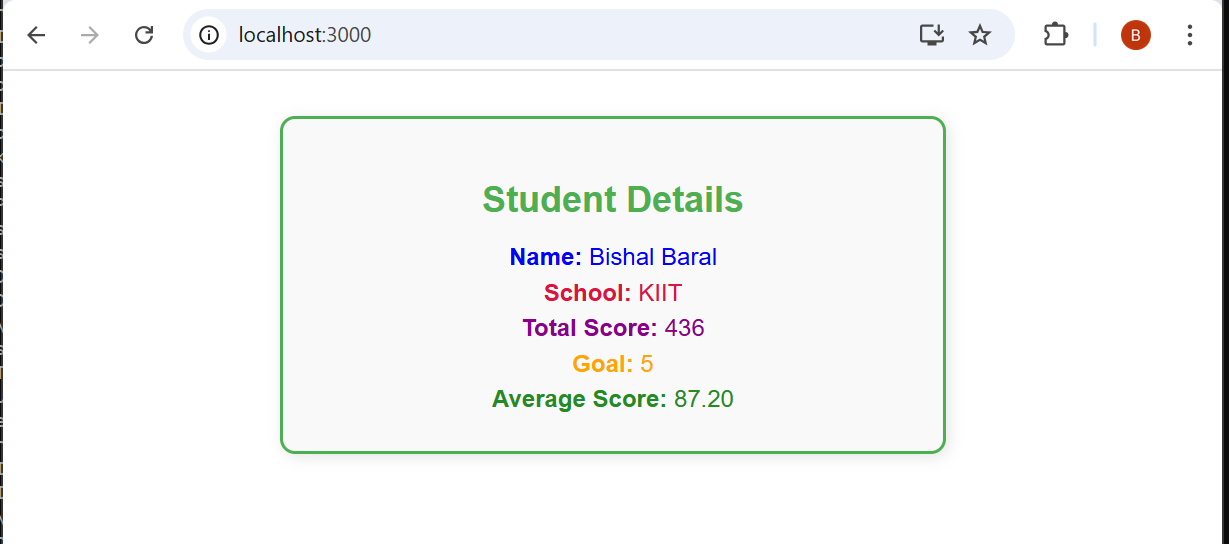 localhost:3000
B
Student Details
Name: Bishal Baral
School: KIIT
Total Score: 436
Goal: 5
Average Score: 87.20